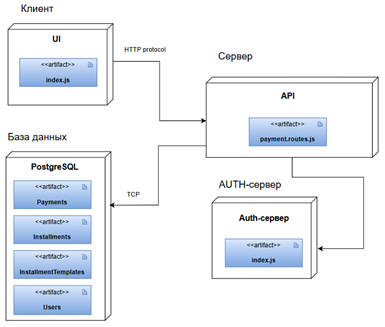 Клиент
UI
<<artifact>>
index.js
HTTP protocol
Сервер
API
<<artifact>>
payment.routes.js
База данных
PostgreSQL
<<artifact>>
Payments
<<artifact>>
Installments
<<artifact>>
InstallmentTemplates
<<artifact>>
Users
TCP
AUTH-сервер
Auth-сервер
<<artifact>>
index.js